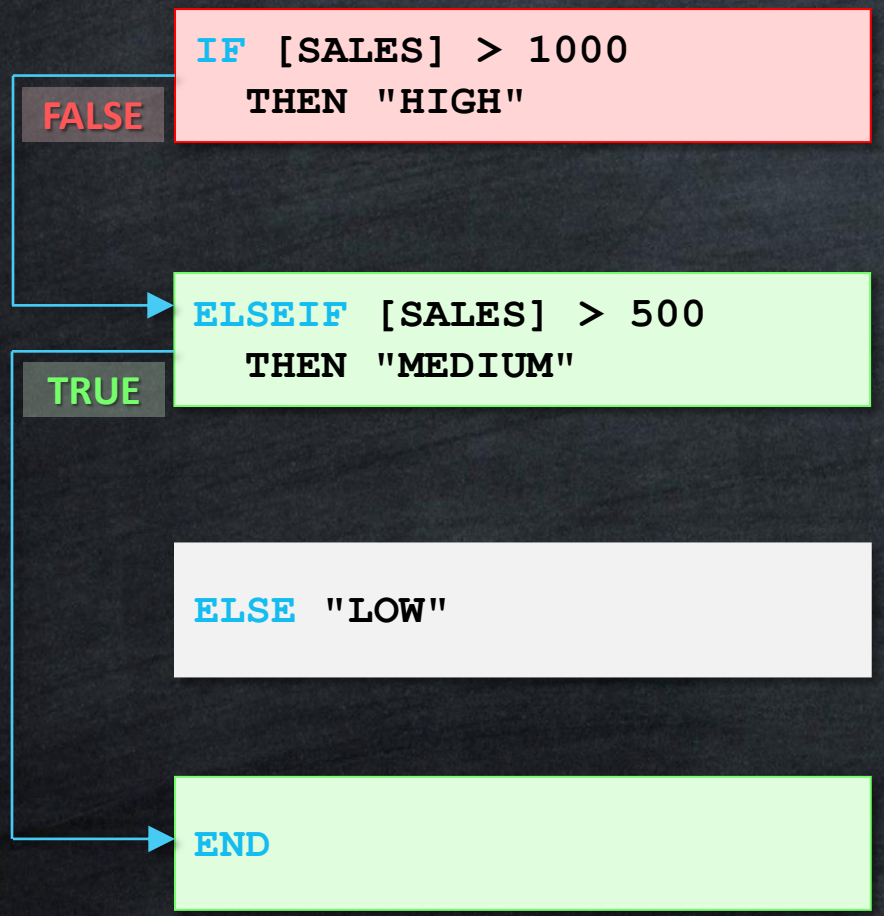 IF [SALES] > 1000
THEN "HIGH"
FALSE
ELSEIF [SALES] > 500
THEN "MEDIUM"
TRUE
ELSE "LOW"
END